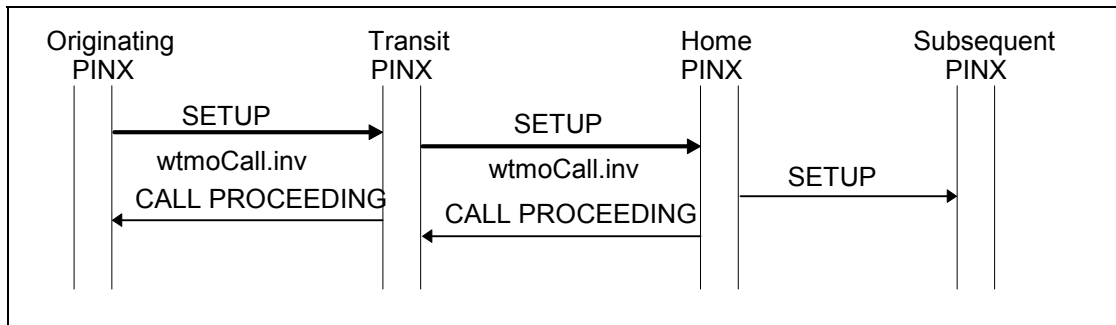 Originating
PINX
Transit
PINX
Home
PINX
Subsequent
PINX
SETUP
wtmoCall.inv
CALL PROCEEDING
SETUP
wtmoCall.inv
CALL PROCEEDING
SETUP